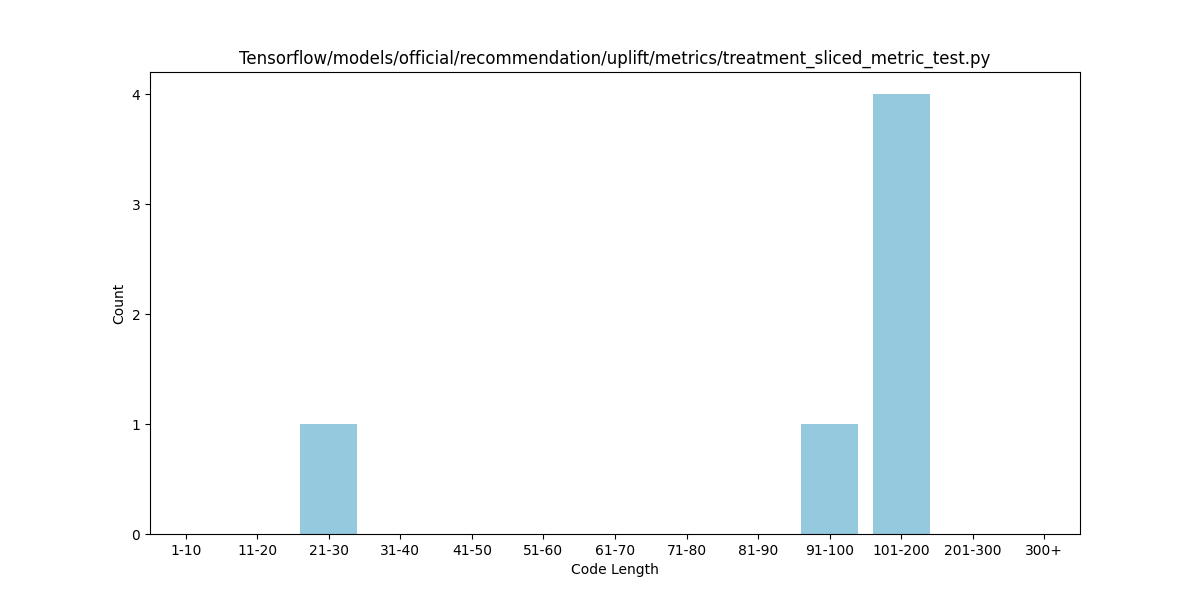 Tensorflow/models/official/recommendation/uplift/metrics/treatment_sliced_metric_test.py
4
3
2
1
0
Count
1-10 11-20 21-30 31-40 41-50 51-60 61-70 71-80 81-90 91-100 101-200 201-300 300+
Code Length